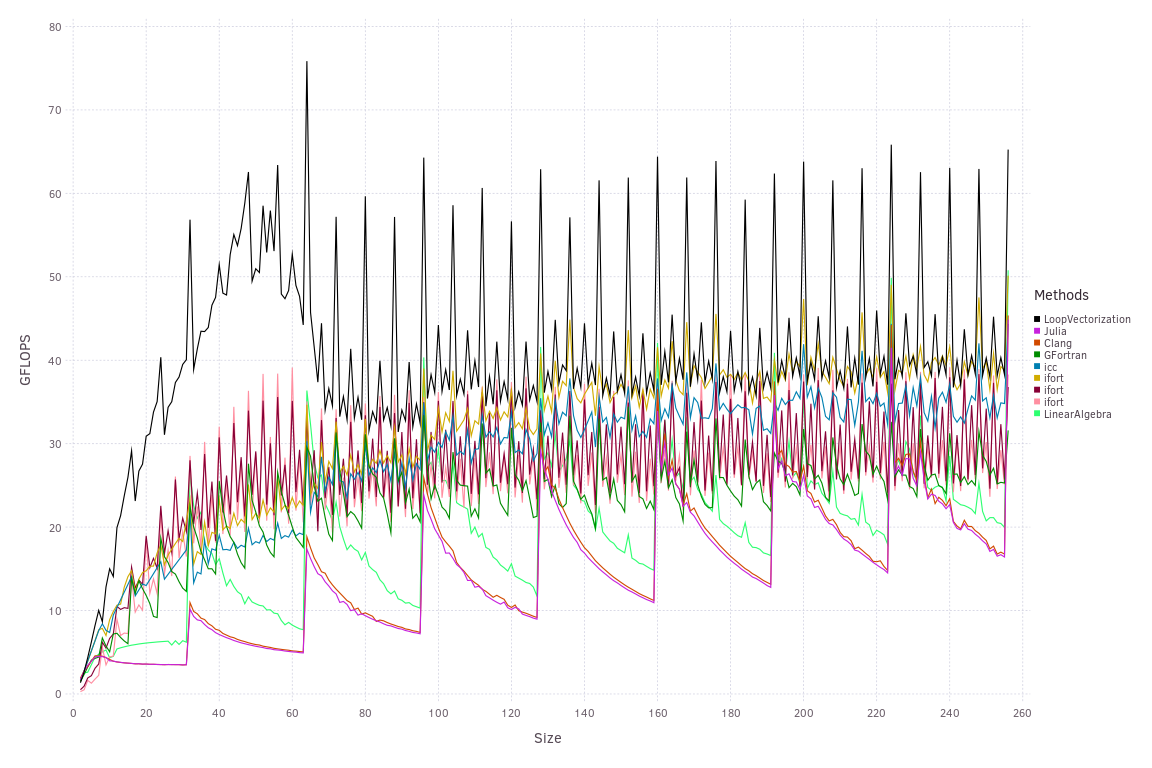 80
70
60
50
40
30
20
10
0
GFLOPS
0 20 40 60 80 100 120 140 160 180 200 220 240 260
Size
Methods
LoopVectorization
Julia
Clang
GFortran
icc
ifort
ifort
ifort
LinearAlgebra